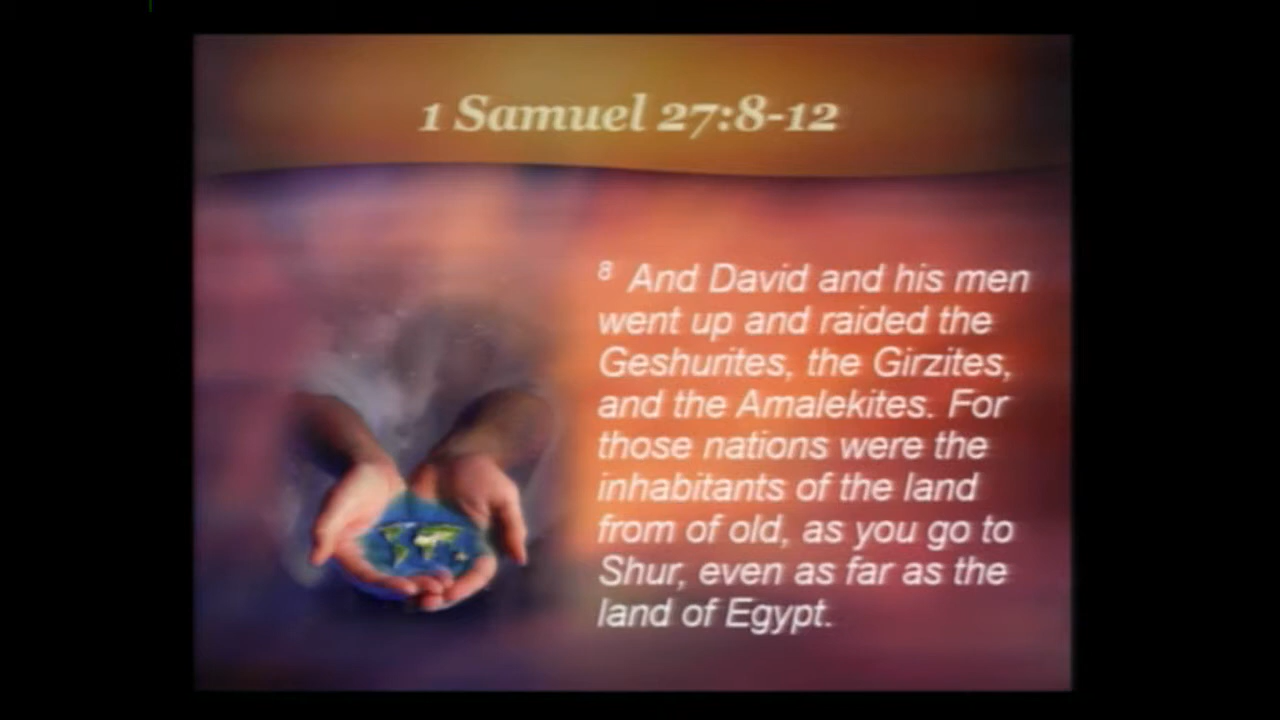 1 Samuel 27:8-12
8 And David and his men
went up and raided the
Geshurites, the Girzites,
and the Amalekites. For
those nations were the
inhabitants of the land
from of old, as you go to
Shur, even as far as the
land of Egypt.